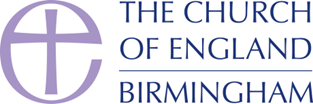 THE CHURCH
OF ENGLAND
BIRMINGHAM